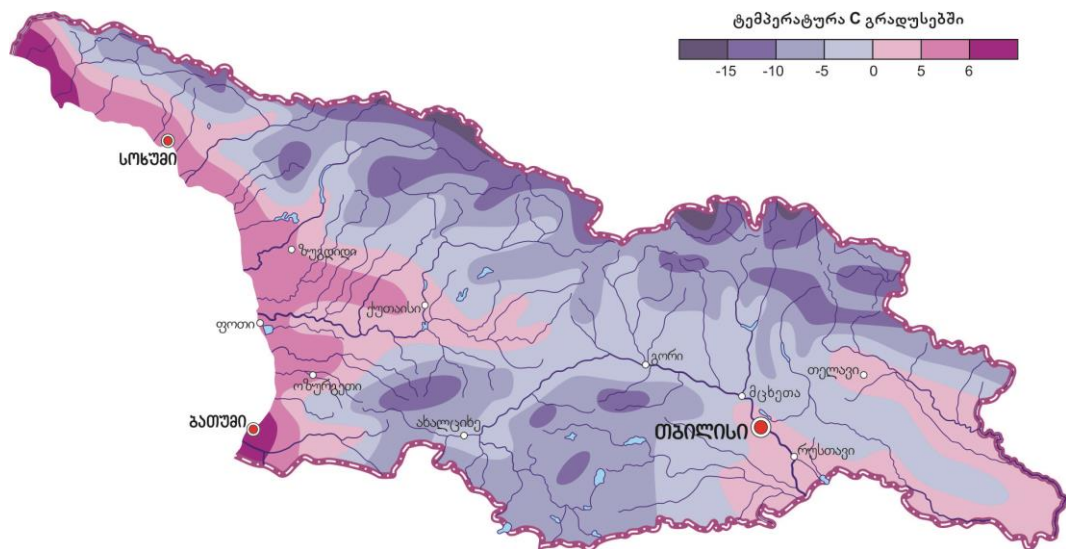 ტემპერატურა C გრადუსებში
-15 -10 -5 0 5 6
სოხუმი
ზუგდიდი
ქუთაისი
ფოთი
გორი
თელავი
ოზურგეთი
მცხეთა
ბათუმი
ახალციხე
თბილისი
რუსთავი